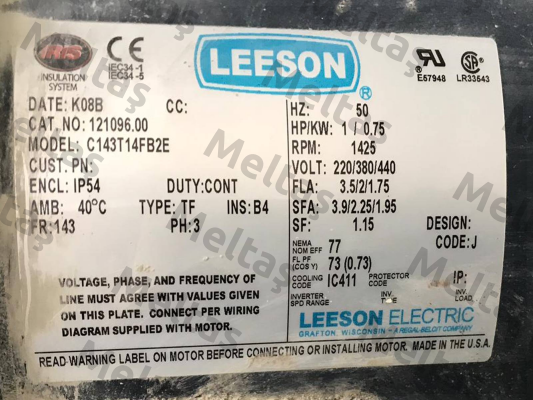 IRIS
INSULATION
SYSTEM
CE
IEC34 -1
IEC34 -5
LEESON
®
E57948
LR33543
DATE: K08B CC:
CAT. NO: 121096.00
MODEL: C143T14FB2E
CUST. PN:
ENCL: IP54 DUTY: CONT
AMB: 40°C TYPE: TF INS: B4
FR: 143 PH: 3
VOLTAGE, PHASE, AND FREQUENCY OF
LINE MUST AGREE WITH VALUES GIVEN
ON THIS PLATE. CONNECT PER WIRING
DIAGRAM SUPPLIED WITH MOTOR.
HZ: 50
HP/KW: 1 / 0.75
RPM: 1425
VOLT: 220/380/440
FLA: 3.5/2/1.75
SFA: 3.9/2.25/1.95
SF: 1.15 DESIGN:
NEMA NOM EFF 77 CODE: J
FL PF (COS Y) 73 (0.73)
COOLING CODE IC411 PROTECTOR CODE IP:
INVERTER SPD RANGE INV. INV. LOAD
LEESON ELECTRIC
GRAFTON, WISCONSIN - A REGAL-BELOIT COMPANY
READ WARNING LABEL ON MOTOR BEFORE CONNECTING OR INSTALLING MOTOR. MADE IN THE U.S.A.
Meltaş